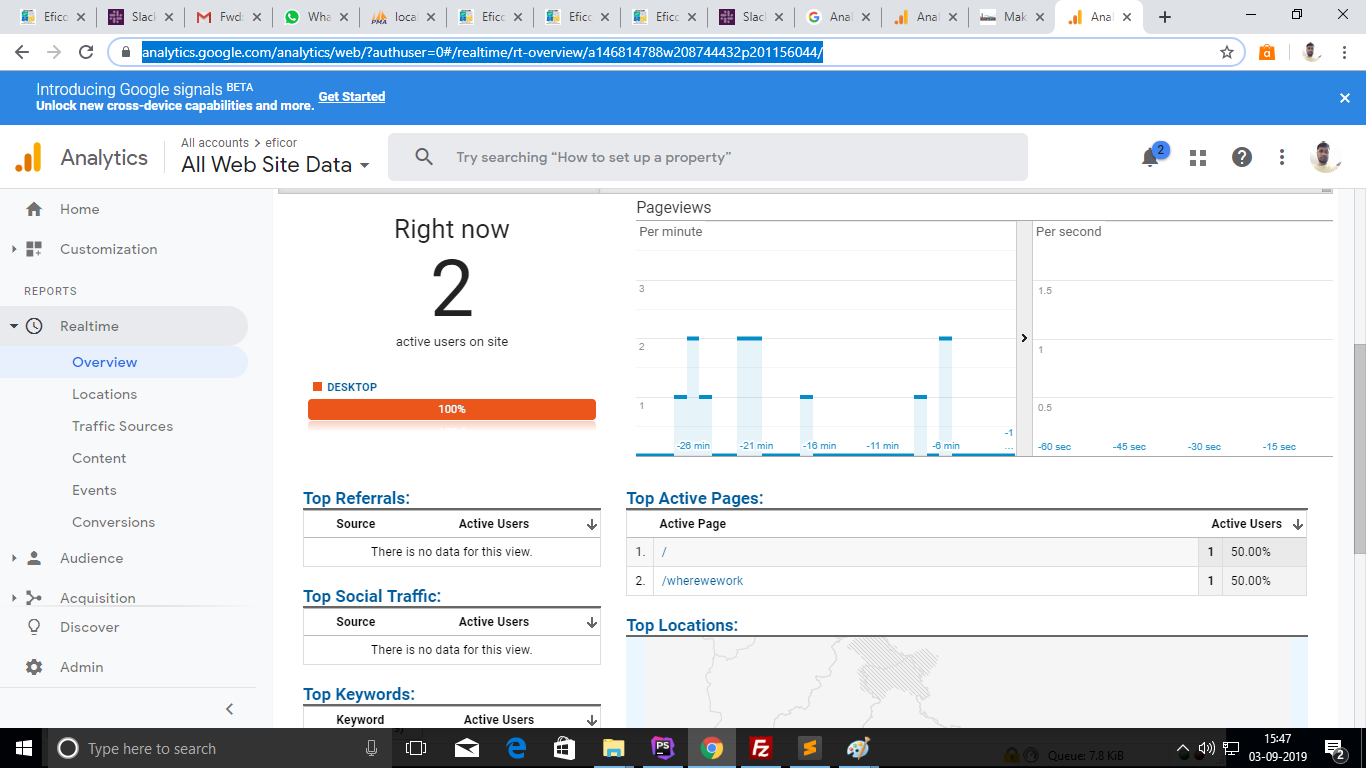 Efico
Slack
Fwd:
Wha
loca
Efico
Efico
Efico
Slack
Anal
Anal
Mak
Anal
analytics.google.com/analytics/web/?authuser=0#/realtime/rt-overview/a146814788w208744432p201156044/
Introducing Google signals BETA
Unlock new cross-device capabilities and more. Get Started
Analytics
All accounts > eficor
All Web Site Data
Try searching “How to set up a property”
2
Home
Customization
REPORTS
Realtime
Overview
Locations
Traffic Sources
Content
Events
Conversions
Audience
Acquisition
Discover
Admin
Right now
2
active users on site
DESKTOP
100%
Pageviews
Per minute
3
2
1
-26 min -21 min -16 min -11 min -6 min -1 ...
Per second
1.5
1
0.5
-60 sec -45 sec -30 sec -15 sec
Top Referrals:
Source Active Users
There is no data for this view.
Top Social Traffic:
Source Active Users
There is no data for this view.
Top Keywords:
Keyword Active Users
Top Active Pages:
Active Page Active Users
1. / 1 50.00%
2. /wherewework 1 50.00%
Top Locations:
Type here to search
Queue: 7.8 KiB
15:47
03-09-2019
2